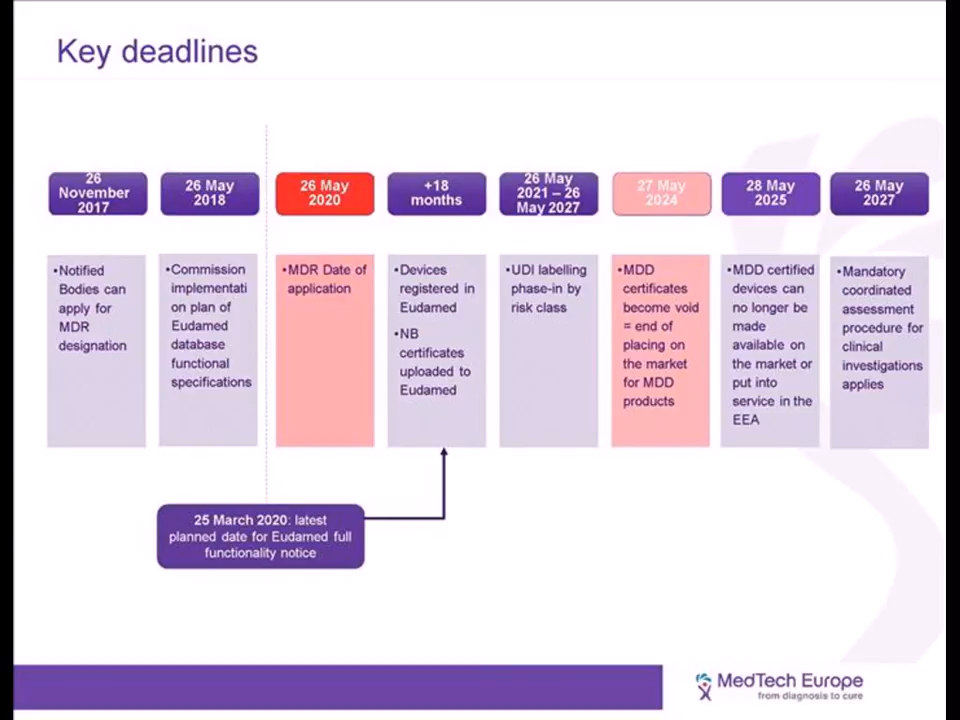 Key deadlines
26
November
2017
26 May
2018
26 May
2020
+18
months
26 May
2021 – 26
May 2027
27 May
2024
28 May
2025
26 May
2027
•Notified
Bodies can
apply for
MDR
designation
•Commission
implementati
on plan of
Eudamed
database
functional
specifications
•MDR Date of
application
•Devices
registered in
Eudamed
•NB
certificates
uploaded to
Eudamed
•UDI labelling
phase-in by
risk class
•MDD
certificates
become void
= end of
placing on
the market
for MDD
products
•MDD certified
devices can
no longer be
made
available on
the market or
put into
service in the
EEA
•Mandatory
coordinated
assessment
procedure for
clinical
investigations
applies
25 March 2020: latest
planned date for Eudamed full
functionality notice
MedTech Europe
from diagnosis to cure